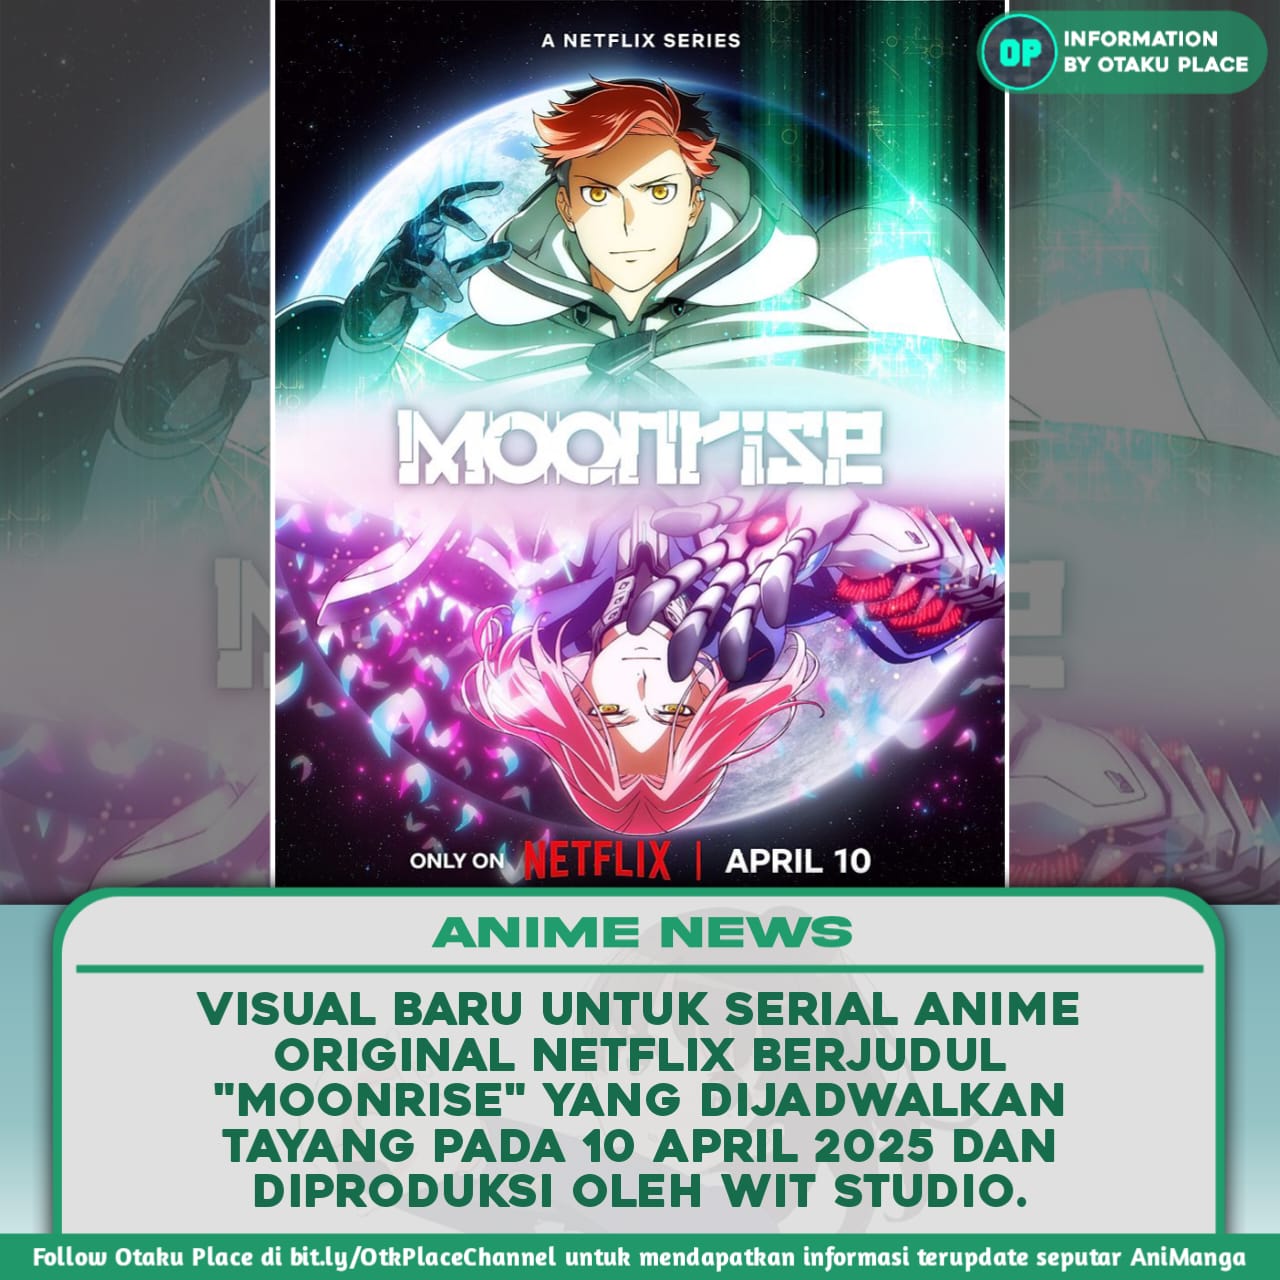 A NETFLIX SERIES
OP
INFORMATION
BY OTAKU PLACE
MOONrISE
ONLY ON NETFLIX | APRIL 10
ANIME NEWS
VISUAL BARU UNTUK SERIAL ANIME
ORIGINAL NETFLIX BERJUDUL
"MOONRISE" YANG DIJADWALKAN
TAYANG PADA 10 APRIL 2025 DAN
DIPRODUKSI OLEH WIT STUDIO.
Follow Otaku Place di bit.ly/OtkPlaceChannel untuk mendapatkan informasi terupdate seputar AniManga